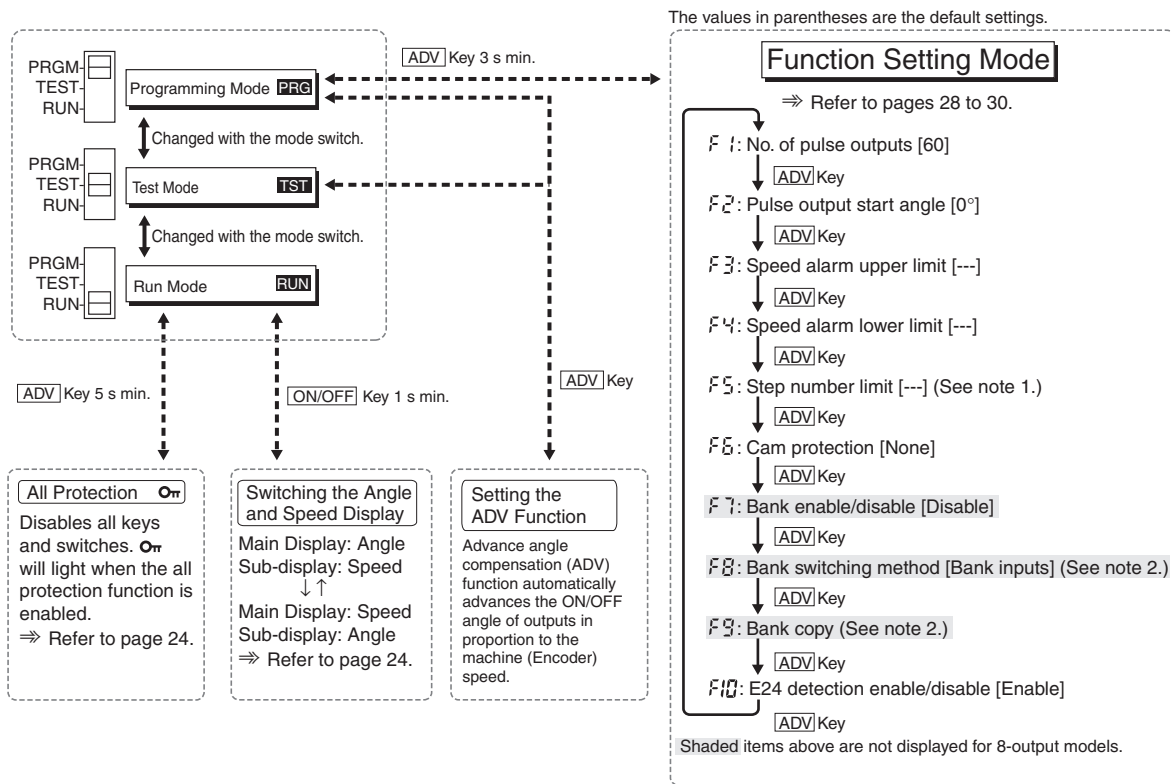 The values in parentheses are the default settings.
PRGM
TEST
RUN
Programming Mode PRG
ADV Key 3 s min.
Changed with the mode switch.
PRGM
TEST
RUN
Test Mode TST
Changed with the mode switch.
PRGM
TEST
RUN
Run Mode RUN
ADV Key 5 s min.
ON/OFF Key 1 s min.
ADV Key
All Protection
Disables all keys
and switches.
will light when the all
protection function is
enabled.
⇒ Refer to page 24.
Switching the Angle
and Speed Display
Main Display: Angle
Sub-display: Speed
↓ ↑
Main Display: Speed
Sub-display: Angle
⇒ Refer to page 24.
Setting the
ADV Function
Advance angle
compensation (ADV)
function automatically
advances the ON/OFF
angle of outputs in
proportion to the
machine (Encoder)
speed.
Function Setting Mode
⇒ Refer to pages 28 to 30.
F 1: No. of pulse outputs [60]
ADV Key
F2: Pulse output start angle [0°]
ADV Key
F3: Speed alarm upper limit [---]
ADV Key
F4: Speed alarm lower limit [---]
ADV Key
F5: Step number limit [---] (See note 1.)
ADV Key
F6: Cam protection [None]
ADV Key
F7: Bank enable/disable [Disable]
ADV Key
F8: Bank switching method [Bank inputs] (See note 2.)
ADV Key
F9: Bank copy (See note 2.)
ADV Key
F10: E24 detection enable/disable [Enable]
ADV Key
Shaded items above are not displayed for 8-output models.